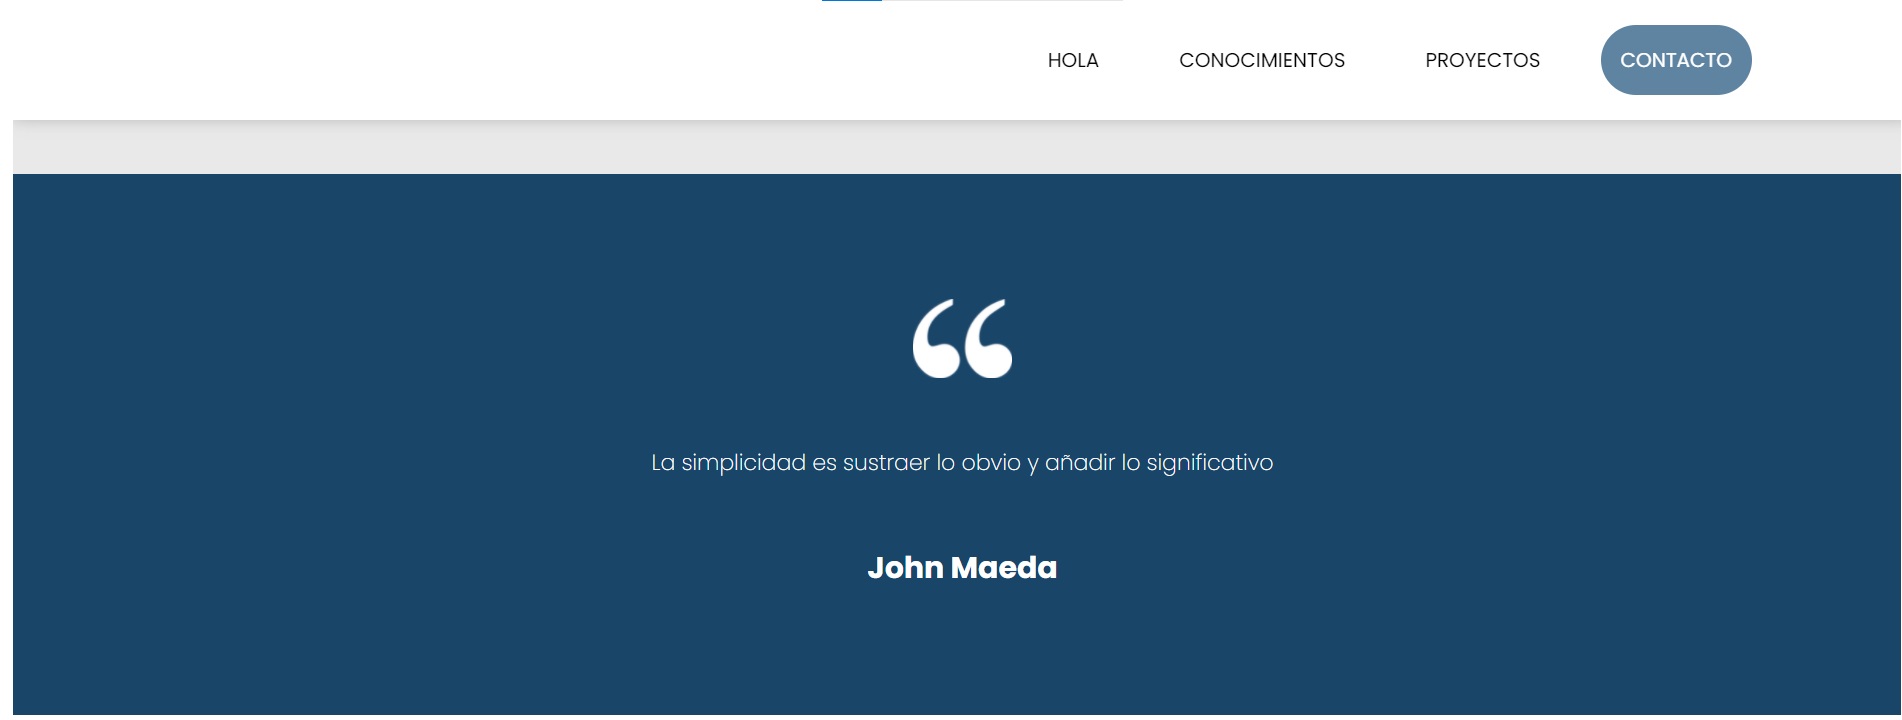 HOLA CONOCIMIENTOS PROYECTOS CONTACTO
“
La simplicidad es sustraer lo obvio y añadir lo significativo
John Maeda